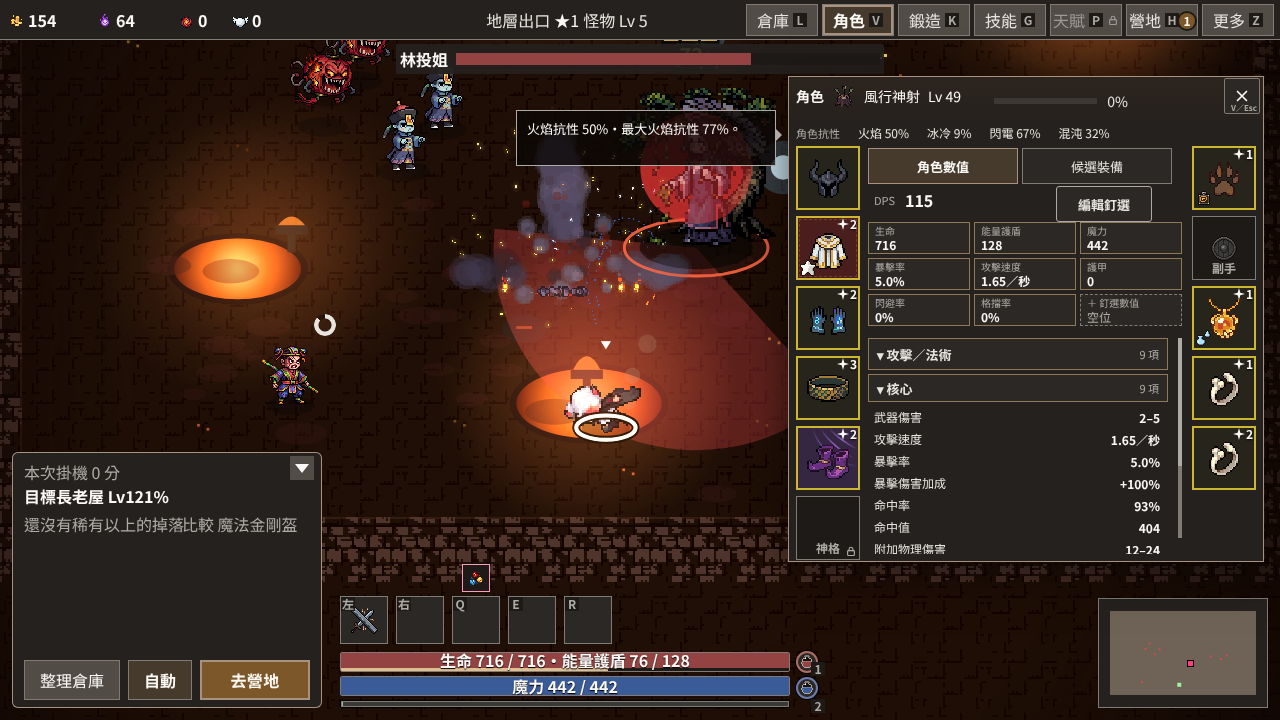 154 64 0 0 地層出口 ★1 怪物 Lv 5 倉庫 L 角色 V 鍛造 K 技能 G 天賦 P 營地 H 1 更多 Z
林投姐
角色 風行神射 Lv 49 0% V/Esc
火焰抗性 50%・最大火焰抗性 77%。
角色抗性 火焰 50% 冰冷 9% 閃電 67% 混沌 32%
角色數值 候選裝備
+1
DPS 115 編輯釘選
+2
生命 716 能量護盾 128 魔力 442
副手
暴擊率 5.0% 攻擊速度 1.65／秒 護甲 0
+2
+1
閃避率 0% 格擋率 0% ＋ 釘選數值 空位
▼攻擊／法術 9 項
+3
+1
▼核心 9 項
武器傷害 2–5
攻擊速度 1.65／秒
+2
+2
暴擊率 5.0%
暴擊傷害加成 +100%
命中率 93%
命中值 404
神格
附加物理傷害 12–24
本次掛機 0 分
目標長老屋 Lv121%
還沒有稀有以上的掉落比較 魔法金剛盔
整理倉庫 自動 去營地
左 右 Q E R
生命 716 / 716・能量護盾 76 / 128 1
魔力 442 / 442 2